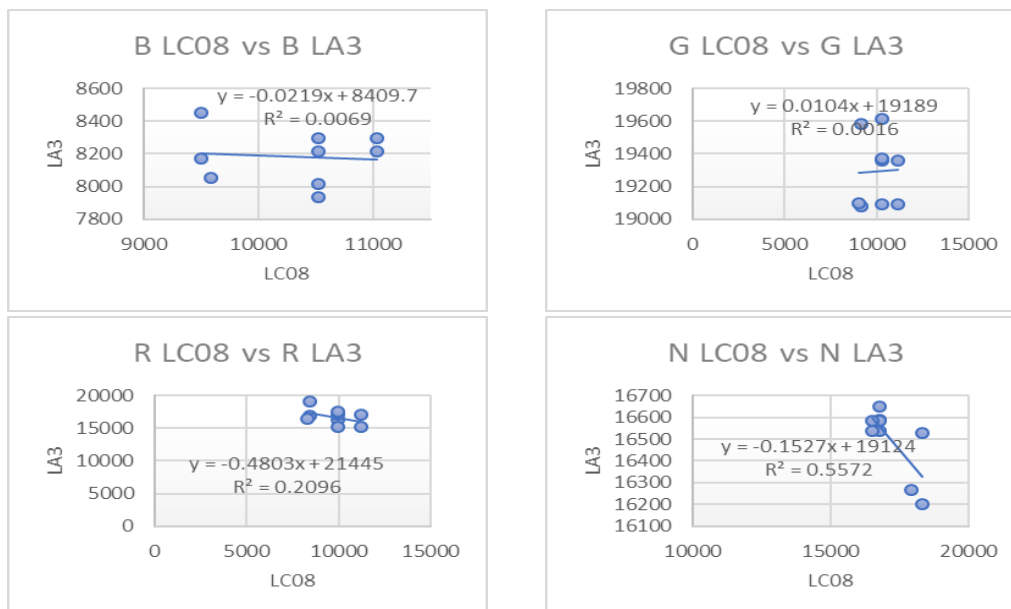 B LC08 vs B LA3
8600
8400
8200
8000
7800
LA3
y = -0.0219x + 8409.7
R² = 0.0069
9000 10000 11000
LC08
G LC08 vs G LA3
19800
19600
19400
19200
19000
LA3
y = 0.0104x + 19189
R² = 0.0016
0 5000 10000 15000
LC08
R LC08 vs R LA3
20000
15000
10000
5000
0
LA3
y = -0.4803x + 21445
R² = 0.2096
0 5000 10000 15000
LC08
N LC08 vs N LA3
16700
16600
16500
16400
16300
16200
16100
LA3
y = -0.1527x + 19124
R² = 0.5572
10000 15000 20000
LC08